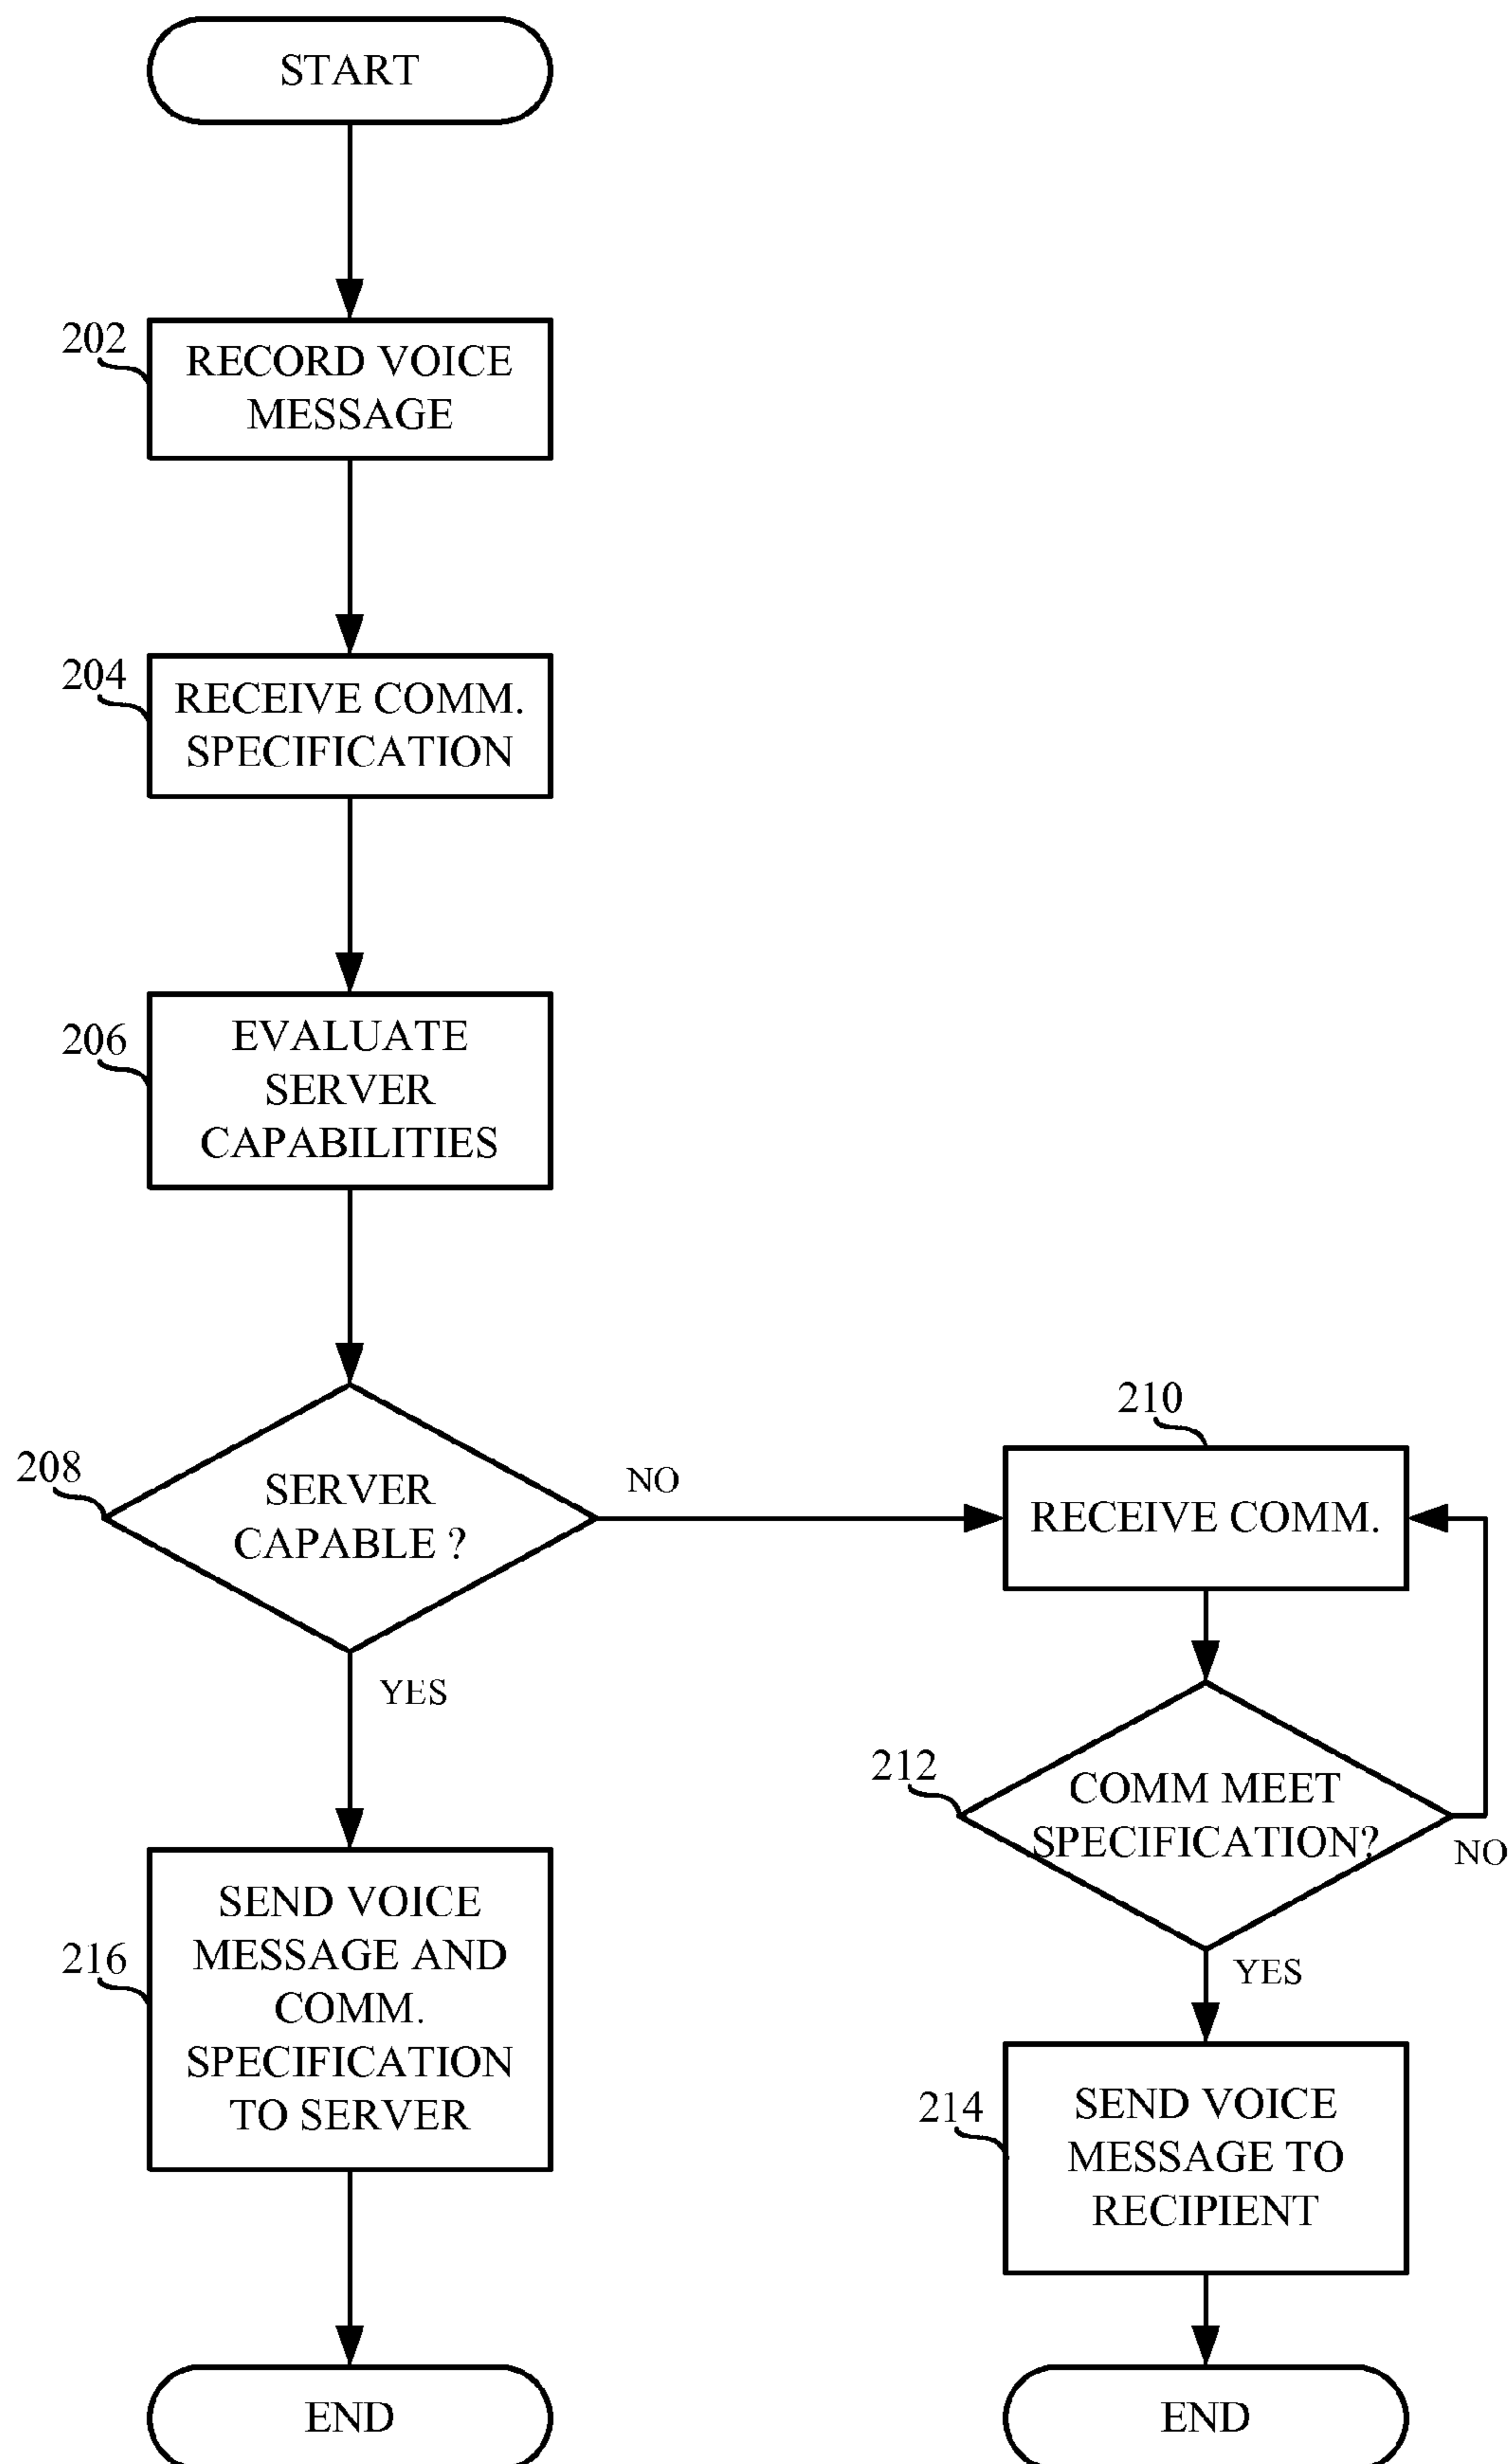 START
202
RECORD VOICE
MESSAGE
204
RECEIVE COMM.
SPECIFICATION
206
EVALUATE
SERVER
CAPABILITIES
208
SERVER
CAPABLE ?
NO
YES
210
RECEIVE COMM.
212
COMM MEET
SPECIFICATION?
NO
YES
216
SEND VOICE
MESSAGE AND
COMM.
SPECIFICATION
TO SERVER
214
SEND VOICE
MESSAGE TO
RECIPIENT
END
END